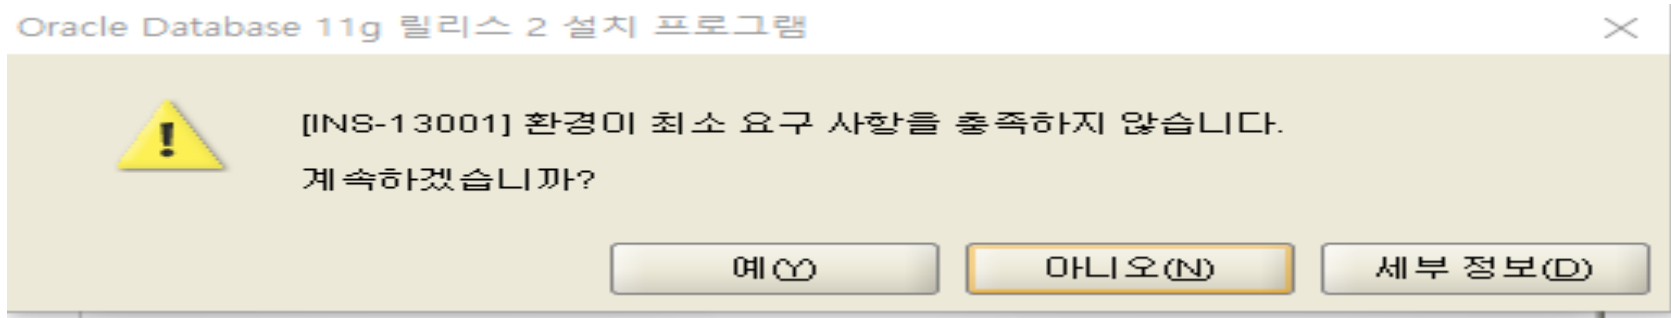 Oracle Database 11g 릴리스 2 설치 프로그램
[INS-13001] 환경이 최소 요구 사항을 충족하지 않습니다.
계속하겠습니까?
예(Y) 아니오(N) 세부 정보(D)